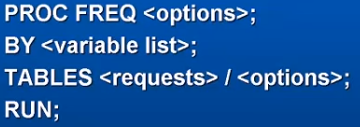 PROC FREQ <options>;
BY <variable list>;
TABLES <requests> / <options>;
RUN;